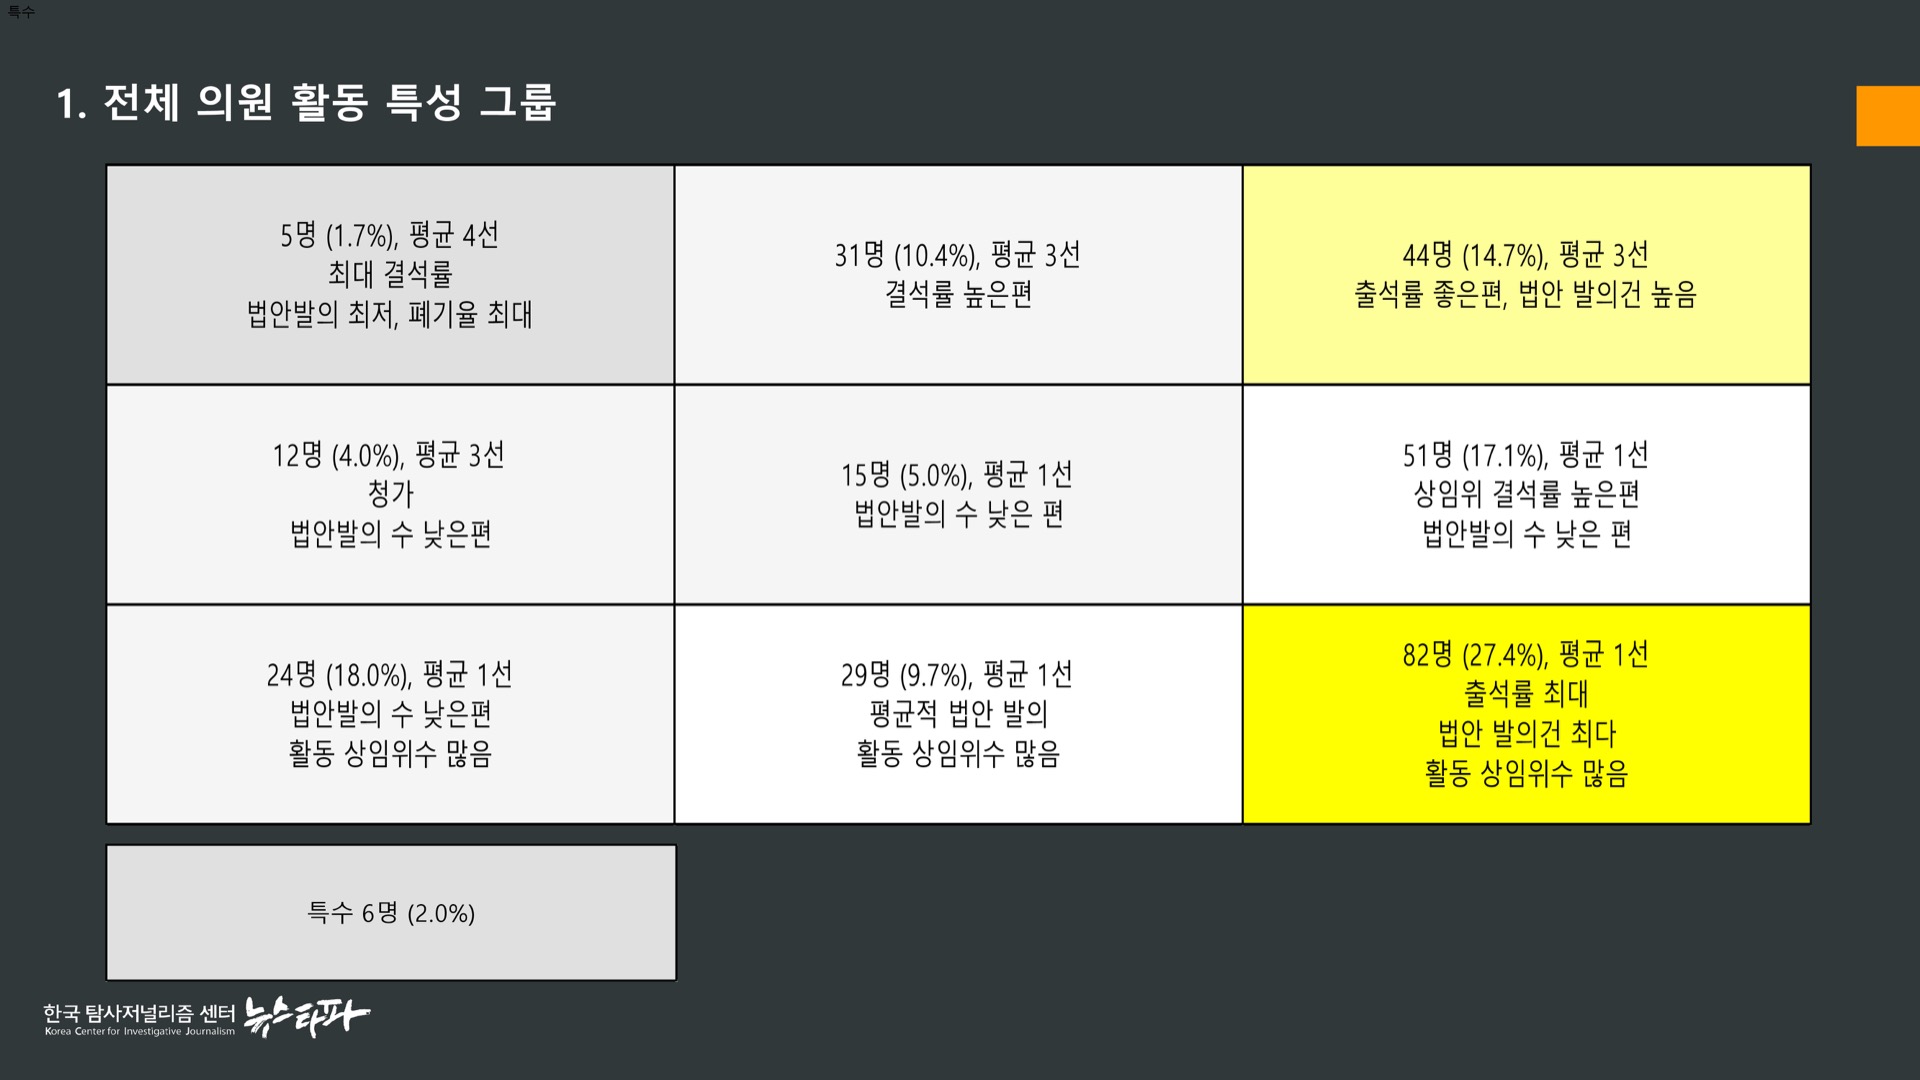 특수
1. 전체 의원 활동 특성 그룹
5명 (1.7%), 평균 4선
최대 결석률
법안발의 최저, 폐기율 최대
31명 (10.4%), 평균 3선
결석률 높은편
44명 (14.7%), 평균 3선
출석률 좋은편, 법안 발의건 높음
12명 (4.0%), 평균 3선
청가
법안발의 수 낮은편
15명 (5.0%), 평균 1선
법안발의 수 낮은 편
51명 (17.1%), 평균 1선
상임위 결석률 높은편
법안발의 수 낮은 편
24명 (18.0%), 평균 1선
법안발의 수 낮은편
활동 상임위수 많음
29명 (9.7%), 평균 1선
평균적 법안 발의
활동 상임위수 많음
82명 (27.4%), 평균 1선
출석률 최대
법안 발의건 최다
활동 상임위수 많음
특수 6명 (2.0%)
한국 탐사저널리즘 센터
Korea Center for Investigative Journalism
뉴스타파